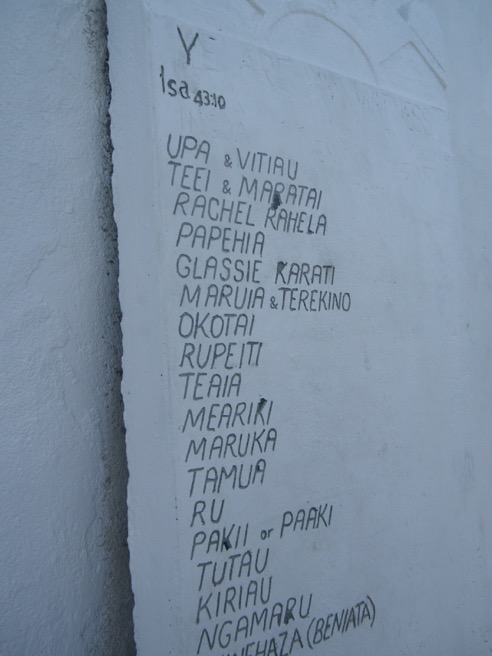 Y
Isa 43:10
UPA & VITIAU
TEEI & MARATAI
RACHEL RAHELA
PAPEHIA
GLASSIE KARATI
MARUIA & TEREKINO
OKOTAI
RUPEITI
TEAIA
MEARIKI
MARUKA
TAMUA
RU
PAKII or PAAKI
TUTAU
KIRIAU
NGAMARU
(BENIATA)